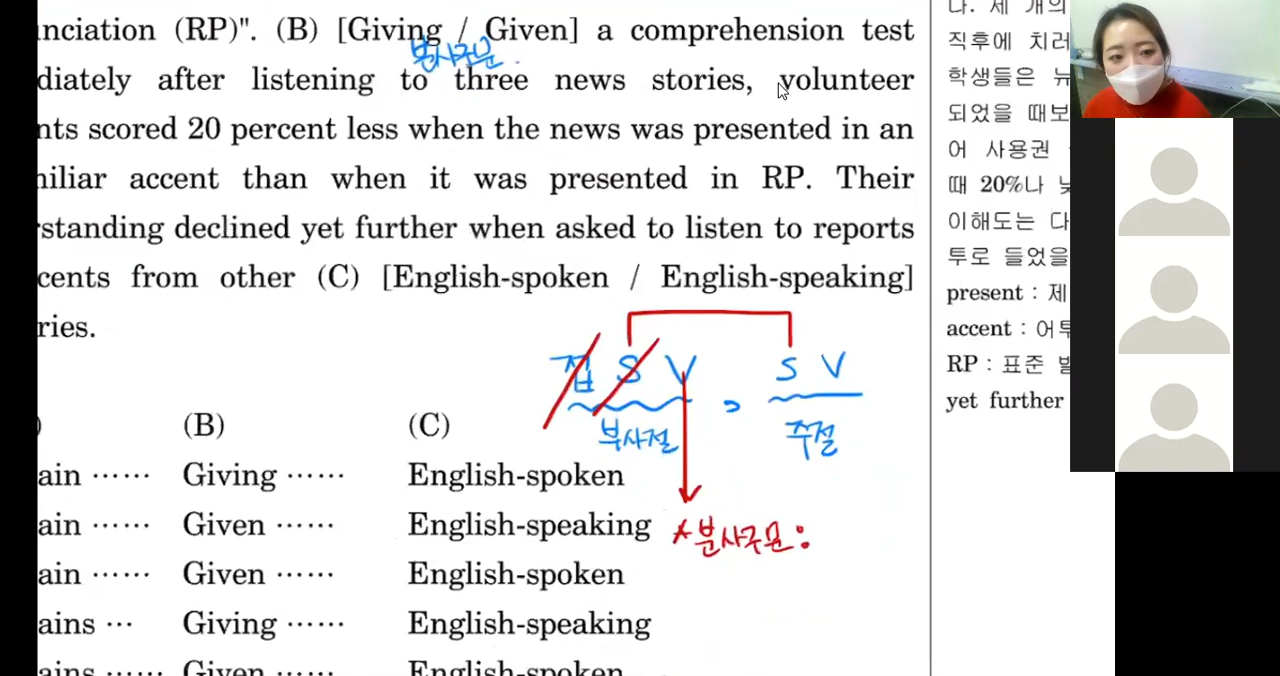 nciation (RP)". (B) [Giving / Given] a comprehension test
분사구문
diately after listening to three news stories, volunteer
nts scored 20 percent less when the news was presented in an
iliar accent than when it was presented in RP. Their
rstanding declined yet further when asked to listen to reports
cents from other (C) [English-spoken / English-speaking]
ries.
접 S V , S V
부사절 주절
*분사구문:
) (B) (C)
ain ······ Giving ······ English-spoken
ain ······ Given ······ English-speaking
ain ······ Given ······ English-spoken
ains ··· Giving ······ English-speaking
ains ······ Given ······ English-spoken
나. 세 개의
직후에 치러
학생들은 뉴
되었을 때보
어 사용권
때 20%나 낮
이해도는 다
투로 들었을
present : 제
accent : 어투
RP : 표준 발
yet further